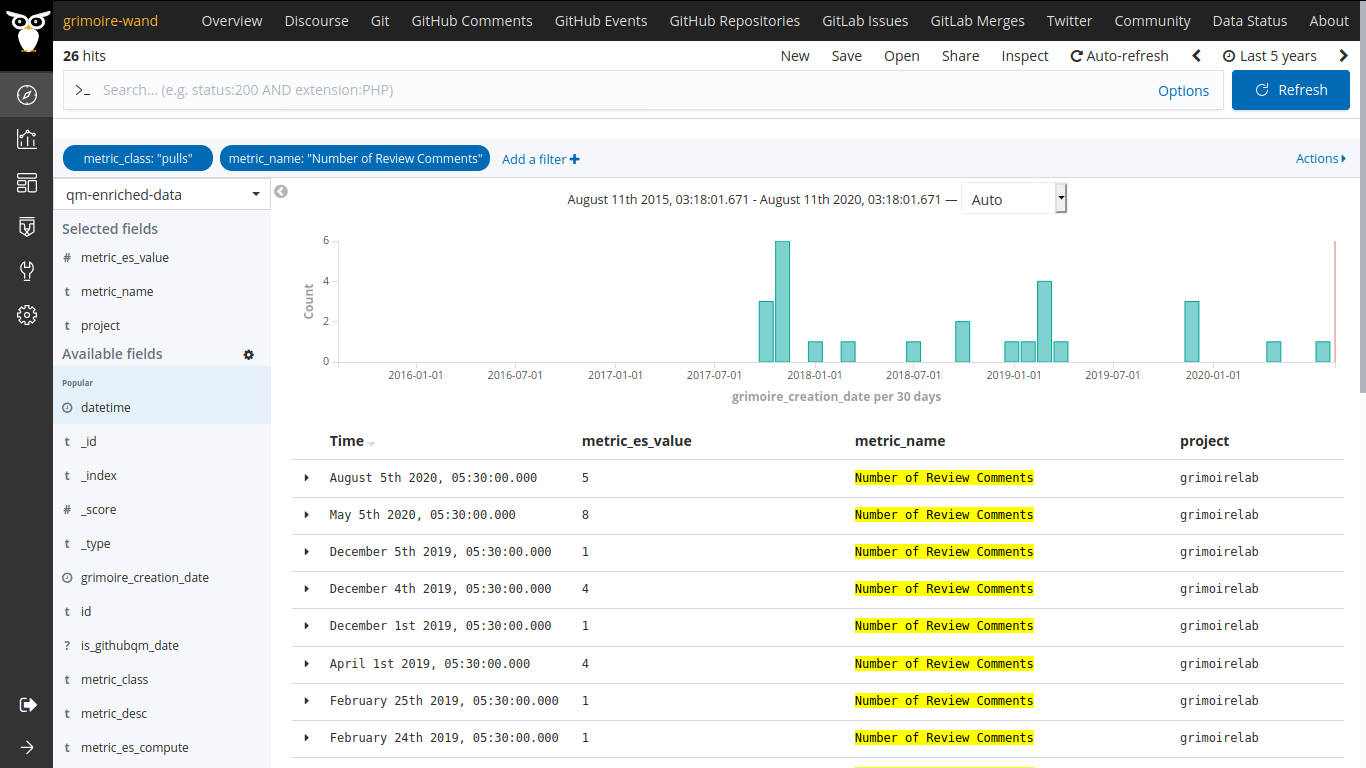 grimoire-wand Overview Discourse Git GitHub Comments GitHub Events GitHub Repositories GitLab Issues GitLab Merges Twitter Community Data Status About
26 hits New Save Open Share Inspect Auto-refresh Last 5 years
>_ Search... (e.g. status:200 AND extension:PHP) Options Refresh
metric_class: "pulls" metric_name: "Number of Review Comments" Add a filter + Actions
qm-enriched-data
August 11th 2015, 03:18:01.671 - August 11th 2020, 03:18:01.671 — Auto
Selected fields
# metric_es_value
t metric_name
t project
Available fields
Popular
datetime
t _id
t _index
# _score
t _type
grimoire_creation_date
t id
? is_githubqm_date
t metric_class
t metric_desc
t metric_es_compute
Count
6
4
2
0
2016-01-01 2016-07-01 2017-01-01 2017-07-01 2018-01-01 2018-07-01 2019-01-01 2019-07-01 2020-01-01
grimoire_creation_date per 30 days
Time metric_es_value metric_name project
August 5th 2020, 05:30:00.000 5 Number of Review Comments grimoirelab
May 5th 2020, 05:30:00.000 8 Number of Review Comments grimoirelab
December 5th 2019, 05:30:00.000 1 Number of Review Comments grimoirelab
December 4th 2019, 05:30:00.000 4 Number of Review Comments grimoirelab
December 1st 2019, 05:30:00.000 1 Number of Review Comments grimoirelab
April 1st 2019, 05:30:00.000 4 Number of Review Comments grimoirelab
February 25th 2019, 05:30:00.000 1 Number of Review Comments grimoirelab
February 24th 2019, 05:30:00.000 1 Number of Review Comments grimoirelab